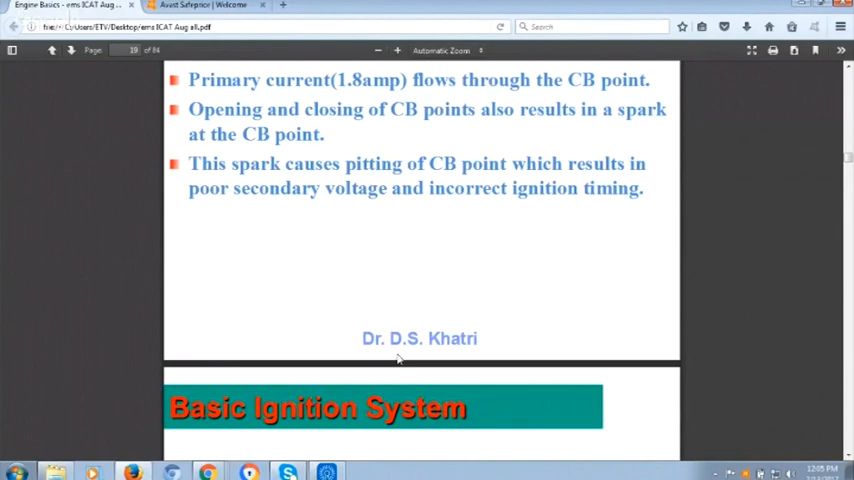 Engine Basics - ems ICAT Aug all....
Avast Safeprice | Welcome
file:///C:/Users/ETV/Desktop/ems ICAT Aug all.pdf
Search
Page: 19 of 84
Automatic Zoom
Primary current(1.8amp) flows through the CB point.
Opening and closing of CB points also results in a spark
at the CB point.
This spark causes pitting of CB point which results in
poor secondary voltage and incorrect ignition timing.
Dr. D.S. Khatri
Basic Ignition System
12:05 PM